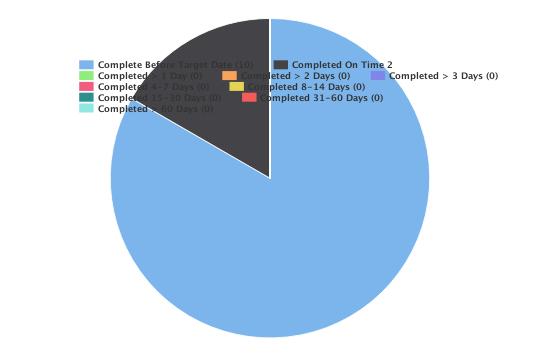 Complete Before Target Date (10) Completed On Time 2
Completed > 1 Day (0) Completed > 2 Days (0) Completed > 3 Days (0)
Completed 4-7 Days (0) Completed 8-14 Days (0)
Completed 15-30 Days (0) Completed 31-60 Days (0)
Completed > 60 Days (0)